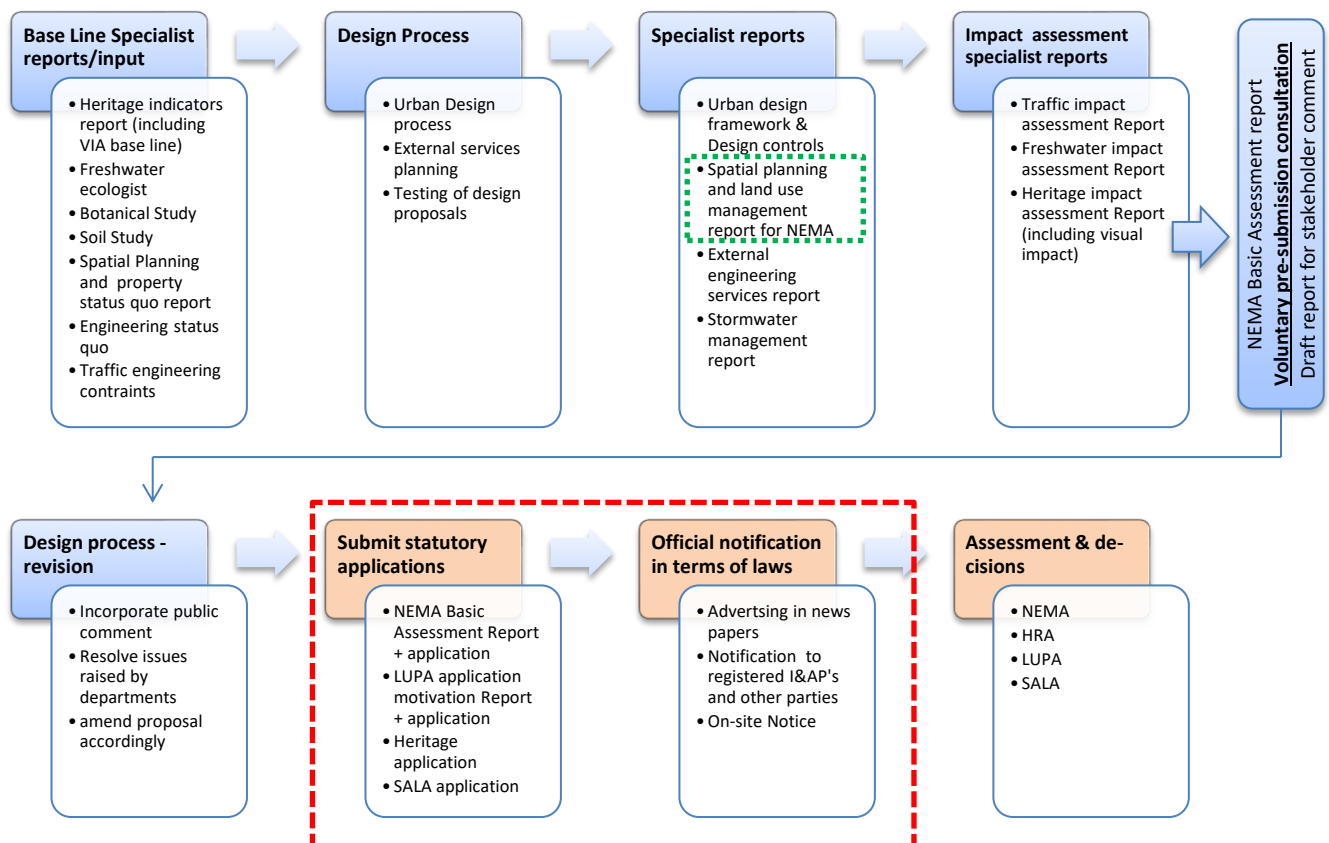 Base Line Specialist
reports/input
• Heritage indicators
report (including
VIA base line)
• Freshwater
ecologist
• Botanical Study
• Soil Study
• Spatial Planning
and property
status quo report
• Engineering status
quo
• Traffic engineering
contraints
Design Process
• Urban Design
process
• External services
planning
• Testing of design
proposals
Specialist reports
• Urban design
framework &
Design controls
• Spatial planning
and land use
management
report for NEMA
• External
engineering
services report
• Stormwater
management
report
Impact assessment
specialist reports
• Traffic impact
assessment Report
• Freshwater impact
assessment Report
• Heritage impact
assessment Report
(including visual
impact)
NEMA Basic Assessment report
Voluntary pre-submission consultation
Draft report for stakeholder comment
Design process -
revision
• Incorporate public
comment
• Resolve issues
raised by
departments
• amend proposal
accordingly
Submit statutory
applications
• NEMA Basic
Assessment Report
+ application
• LUPA application
motivation Report
+ application
• Heritage
application
• SALA application
Official notification
in terms of laws
• Advertsing in news
papers
• Notification to
registered I&AP's
and other parties
• On-site Notice
Assessment & de-
cisions
• NEMA
• HRA
• LUPA
• SALA